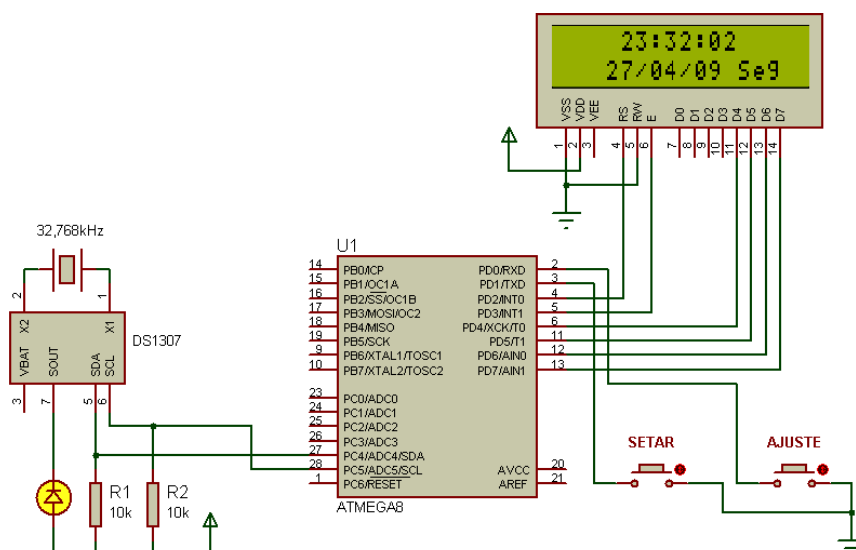 23:32:02
27/04/09 Seg
VSS
VDD
VEE
RS
RW
E
D0
D1
D2
D3
D4
D5
D6
D7
1
2
3
4
5
6
7
8
9
10
11
12
13
14
32,768kHz
2
1
X2
X1
DS1307
VBAT
SOUT
SDA
SCL
3
7
5
6
R1
10k
R2
10k
U1
14 PB0/ICP
15 PB1/OC1A
16 PB2/SS/OC1B
17 PB3/MOSI/OC2
18 PB4/MISO
19 PB5/SCK
9 PB6/XTAL1/TOSC1
10 PB7/XTAL2/TOSC2
23 PC0/ADC0
24 PC1/ADC1
25 PC2/ADC2
26 PC3/ADC3
27 PC4/ADC4/SDA
28 PC5/ADC5/SCL
1 PC6/RESET
PD0/RXD 2
PD1/TXD 3
PD2/INT0 4
PD3/INT1 5
PD4/XCK/T0 6
PD5/T1 11
PD6/AIN0 12
PD7/AIN1 13
AVCC 20
AREF 21
ATMEGA8
SETAR
AJUSTE